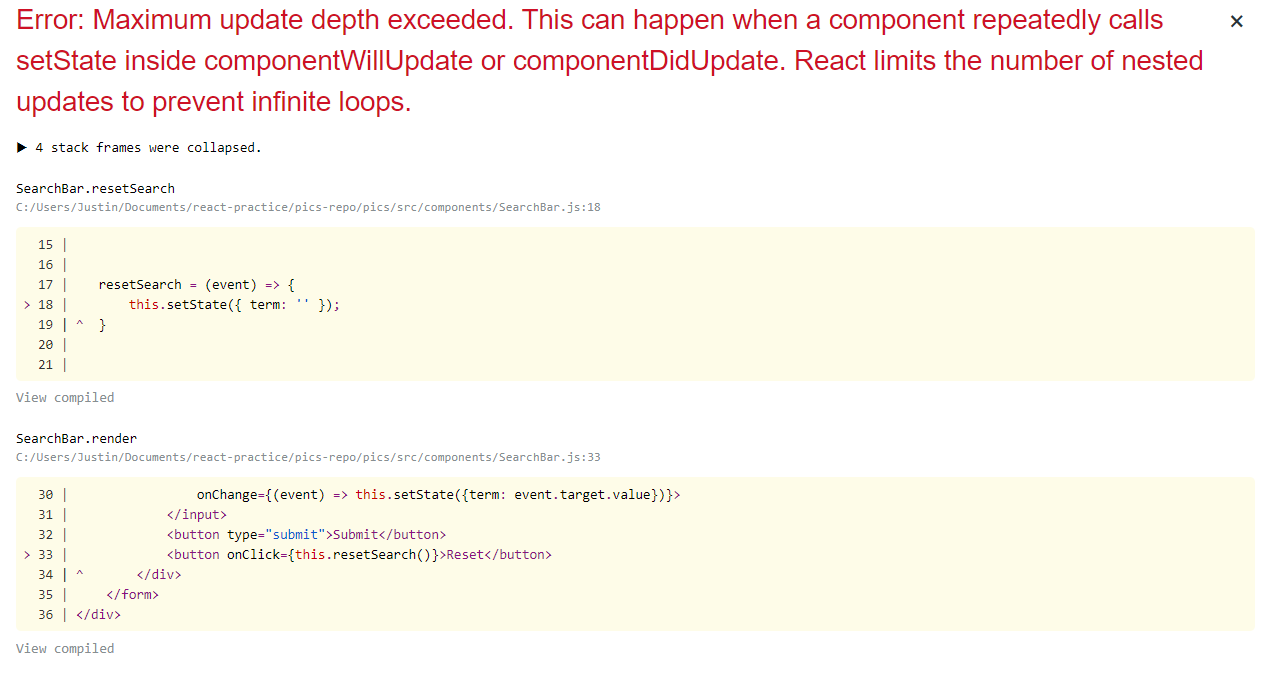 Error: Maximum update depth exceeded. This can happen when a component repeatedly calls
setState inside componentWillUpdate or componentDidUpdate. React limits the number of nested
updates to prevent infinite loops.
×
▶ 4 stack frames were collapsed.
SearchBar.resetSearch
C:/Users/Justin/Documents/react-practice/pics-repo/pics/src/components/SearchBar.js:18
  15 |
  16 |
  17 |    resetSearch = (event) => {
> 18 |        this.setState({ term: '' });
  19 | ^  }
  20 |
  21 |
View compiled
SearchBar.render
C:/Users/Justin/Documents/react-practice/pics-repo/pics/src/components/SearchBar.js:33
  30 |                 onChange={(event) => this.setState({term: event.target.value})}>
  31 |             </input>
  32 |             <button type="submit">Submit</button>
> 33 |             <button onClick={this.resetSearch()}>Reset</button>
  34 | ^       </div>
  35 |     </form>
  36 | </div>
View compiled